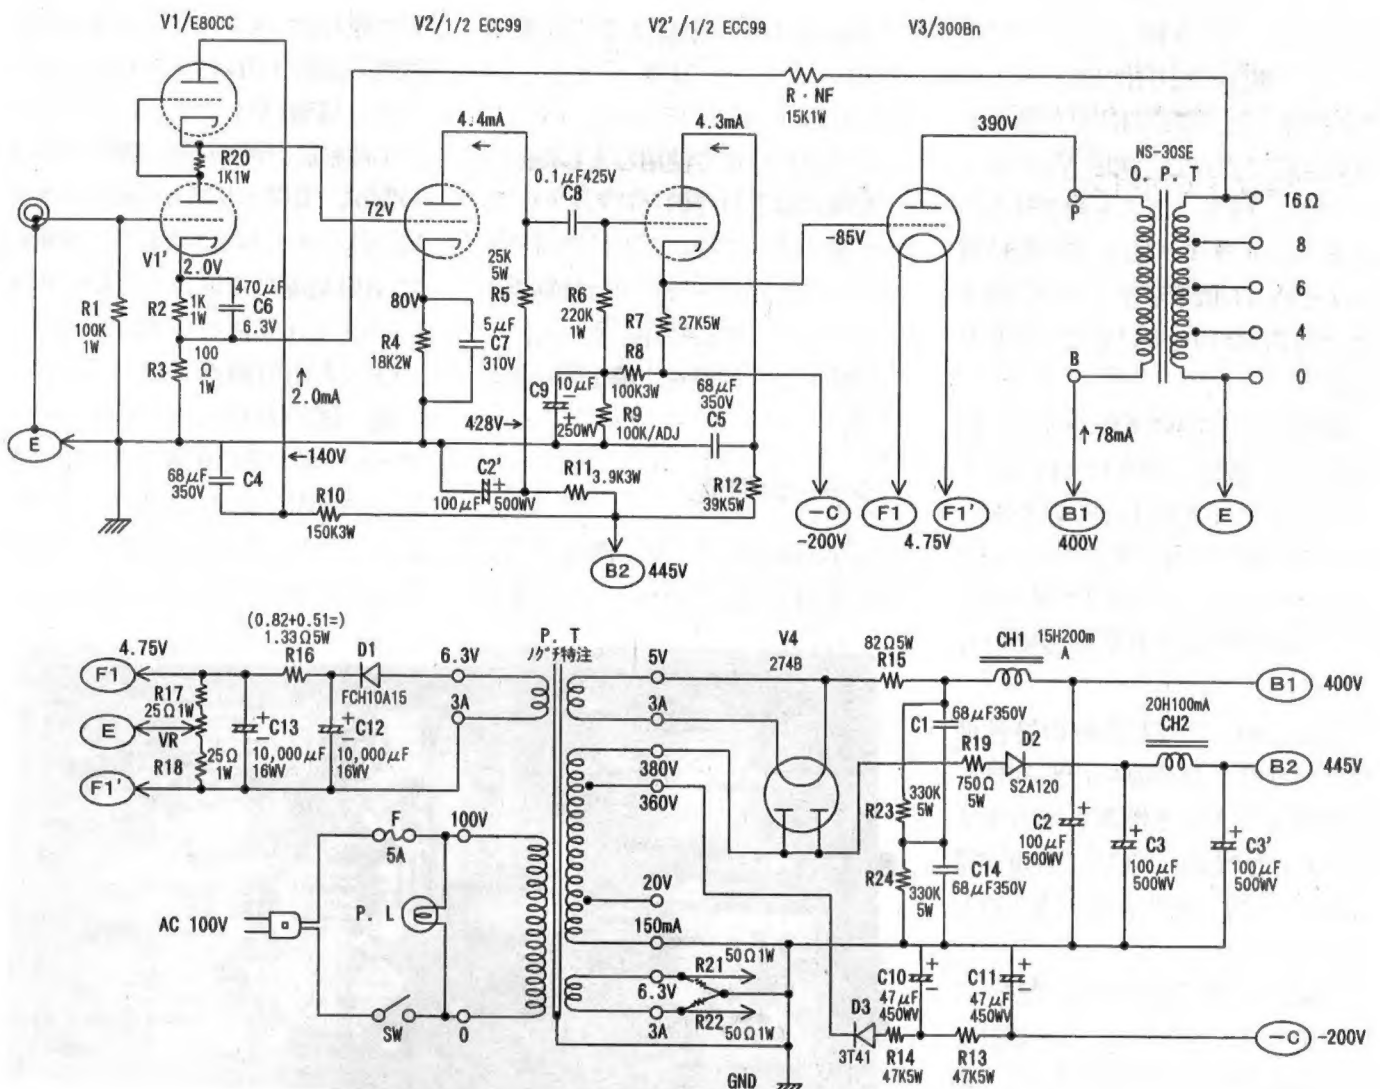 V1/E80CC
V2/1/2 ECC99
V2'/1/2 ECC99
V3/300Bn
R・NF
15K1W
4.4mA
4.3mA
390V
NS-30SE
O. P. T
R20
1K1W
0.1μF425V
C8
72V
-85V
P
16Ω
8
6
4
0
V1'
2.0V
470μF
C6
6.3V
R1
100K
1W
R2
1K
1W
R3
100
Ω
1W
2.0mA
80V
R4
18K2W
5μF
C7
310V
25K
5W
R5
R6
220K
1W
R7
27K5W
R8
100K3W
C9
10μF
250WV
R9
100K/ADJ
68μF
350V
C5
B
78mA
E
428V
140V
68μF
350V
C4
C2'
100μF
500WV
R11
3.9K3W
R12
39K5W
R10
150K3W
-C
-200V
F1
F1'
4.75V
B1
400V
E
B2
445V
(0.82+0.51=)
1.33Ω5W
R16
D1
FCH10A15
4.75V
F1
E
F1'
R17
25Ω1W
VR
R18
25Ω
1W
C13
10,000μF
16WV
C12
10,000μF
16WV
6.3V
3A
P. T
ノグチ特注
5V
3A
380V
360V
20V
150mA
6.3V
3A
V4
274B
82Ω5W
R15
CH1
15H200m
A
B1
400V
C1
68μF350V
20H100mA
CH2
R19
750Ω
5W
D2
S2A120
B2
445V
R23
330K
5W
R24
330K
5W
C14
68μF350V
C2
100μF
500WV
C3
100μF
500WV
C3'
100μF
500WV
AC 100V
F
5A
100V
P. L
SW
0
R21
50Ω1W
R22
50Ω1W
C10
47μF
450WV
C11
47μF
450WV
D3
3T41
R14
47K5W
R13
47K5W
-C
-200V
GND